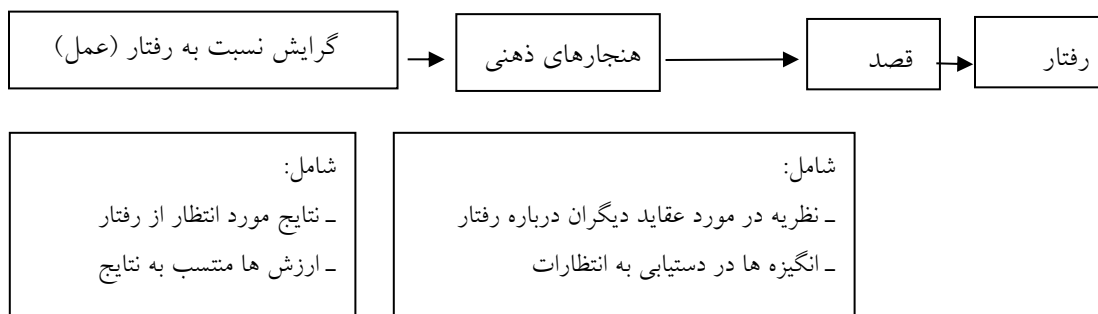 گرایش نسبت به رفتار (عمل)
هنجارهای ذهنی
قصد
رفتار
شامل:
ـ نظریه در مورد عقاید دیگران درباره رفتار
ـ انگیزه ها در دستیابی به انتظارات
شامل:
ـ نتایج مورد انتظار از رفتار
ـ ارزش ها منتسب به نتایج